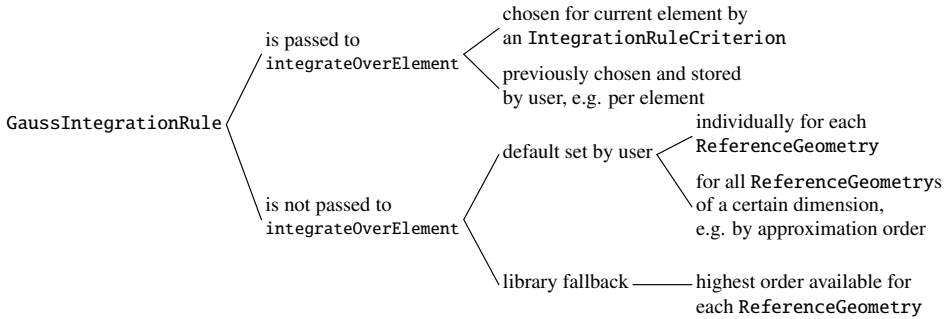 chosen for current element by
an IntegrationRuleCriterion
is passed to
integrateOverElement
previously chosen and stored
by user, e.g. per element
GaussIntegrationRule
individually for each
ReferenceGeometry
default set by user
for all ReferenceGeometrys
of a certain dimension,
e.g. by approximation order
is not passed to
integrateOverElement
library fallback
highest order available for
each ReferenceGeometry